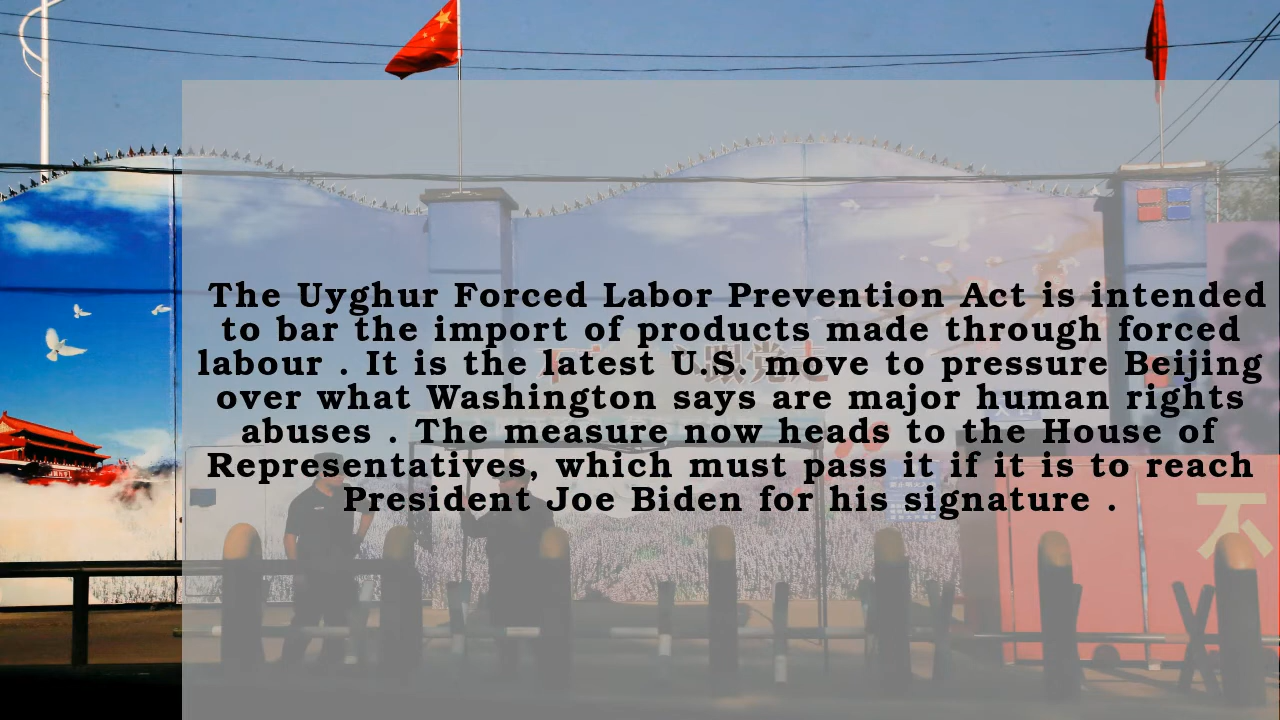 The Uyghur Forced Labor Prevention Act is intended
to bar the import of products made through forced
labour . It is the latest U.S. move to pressure Beijing
over what Washington says are major human rights
abuses . The measure now heads to the House of
Representatives, which must pass it if it is to reach
President Joe Biden for his signature .
不